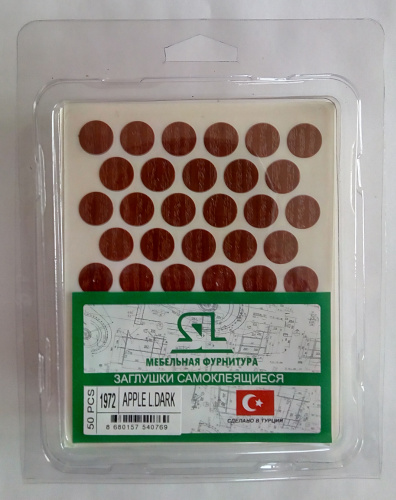 SL
МЕБЕЛЬНАЯ ФУРНИТУРА
ЗАГЛУШКИ САМОКЛЕЯЩИЕСЯ
50 PCS
1972 APPLE L.DARK
8 680157 540769
СДЕЛАНО В ТУРЦИИ